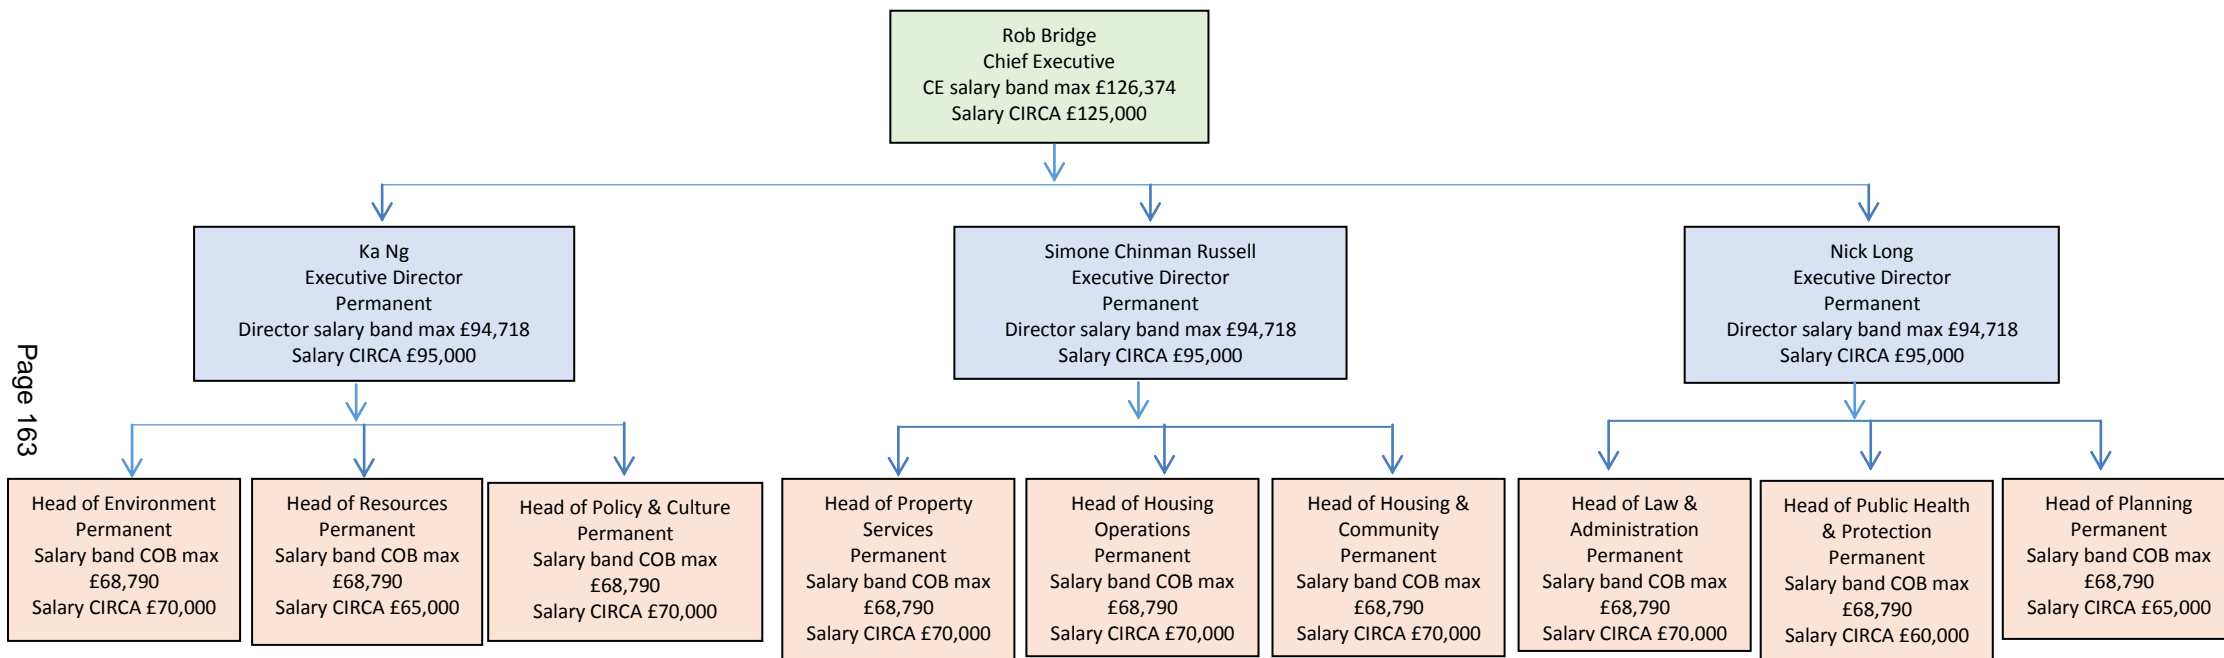 Rob Bridge
Chief Executive
CE salary band max £126,374
Salary CIRCA £125,000
Ka Ng
Executive Director
Permanent
Director salary band max £94,718
Salary CIRCA £95,000
Simone Chinman Russell
Executive Director
Permanent
Director salary band max £94,718
Salary CIRCA £95,000
Nick Long
Executive Director
Permanent
Director salary band max £94,718
Salary CIRCA £95,000
Page 163
Head of Environment
Permanent
Salary band COB max
£68,790
Salary CIRCA £70,000
Head of Resources
Permanent
Salary band COB max
£68,790
Salary CIRCA £65,000
Head of Policy & Culture
Permanent
Salary band COB max
£68,790
Salary CIRCA £70,000
Head of Property
Services
Permanent
Salary band COB max
£68,790
Salary CIRCA £70,000
Head of Housing
Operations
Permanent
Salary band COB max
£68,790
Salary CIRCA £70,000
Head of Housing &
Community
Permanent
Salary band COB max
£68,790
Salary CIRCA £70,000
Head of Law &
Administration
Permanent
Salary band COB max
£68,790
Salary CIRCA £70,000
Head of Public Health
& Protection
Permanent
Salary band COB max
£68,790
Salary CIRCA £60,000
Head of Planning
Permanent
Salary band COB max
£68,790
Salary CIRCA £65,000